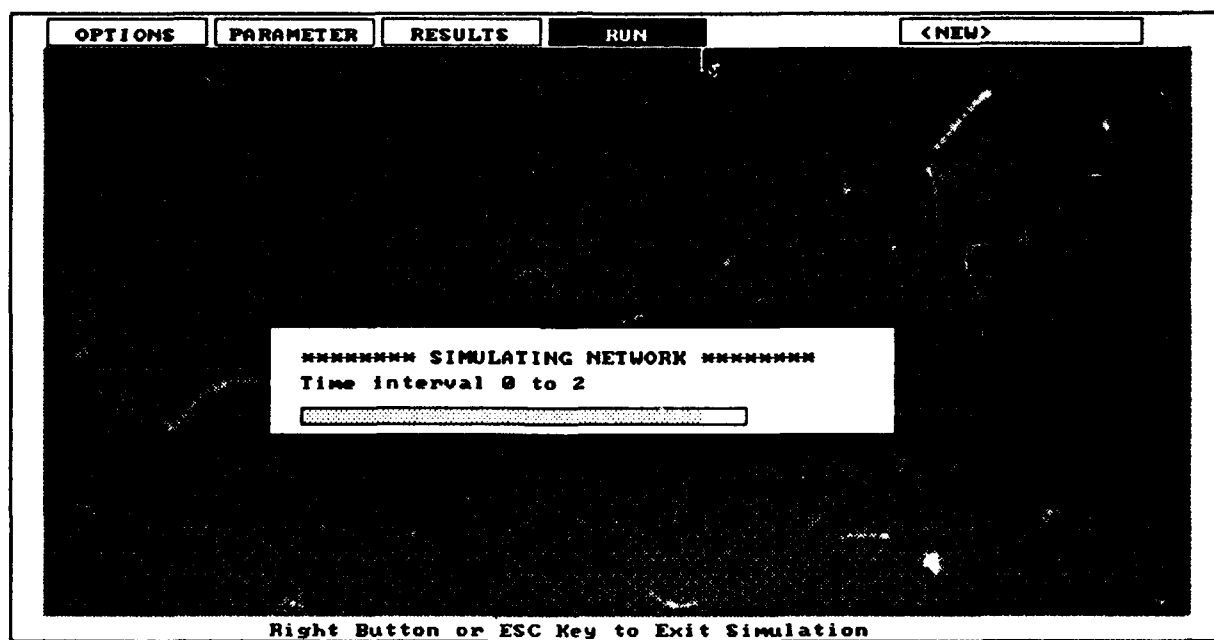 OPTIONS PARAMETER RESULTS RUN <NEW>
******** SIMULATING NETWORK ********
Time interval 0 to 2
Right Button or ESC Key to Exit Simulation